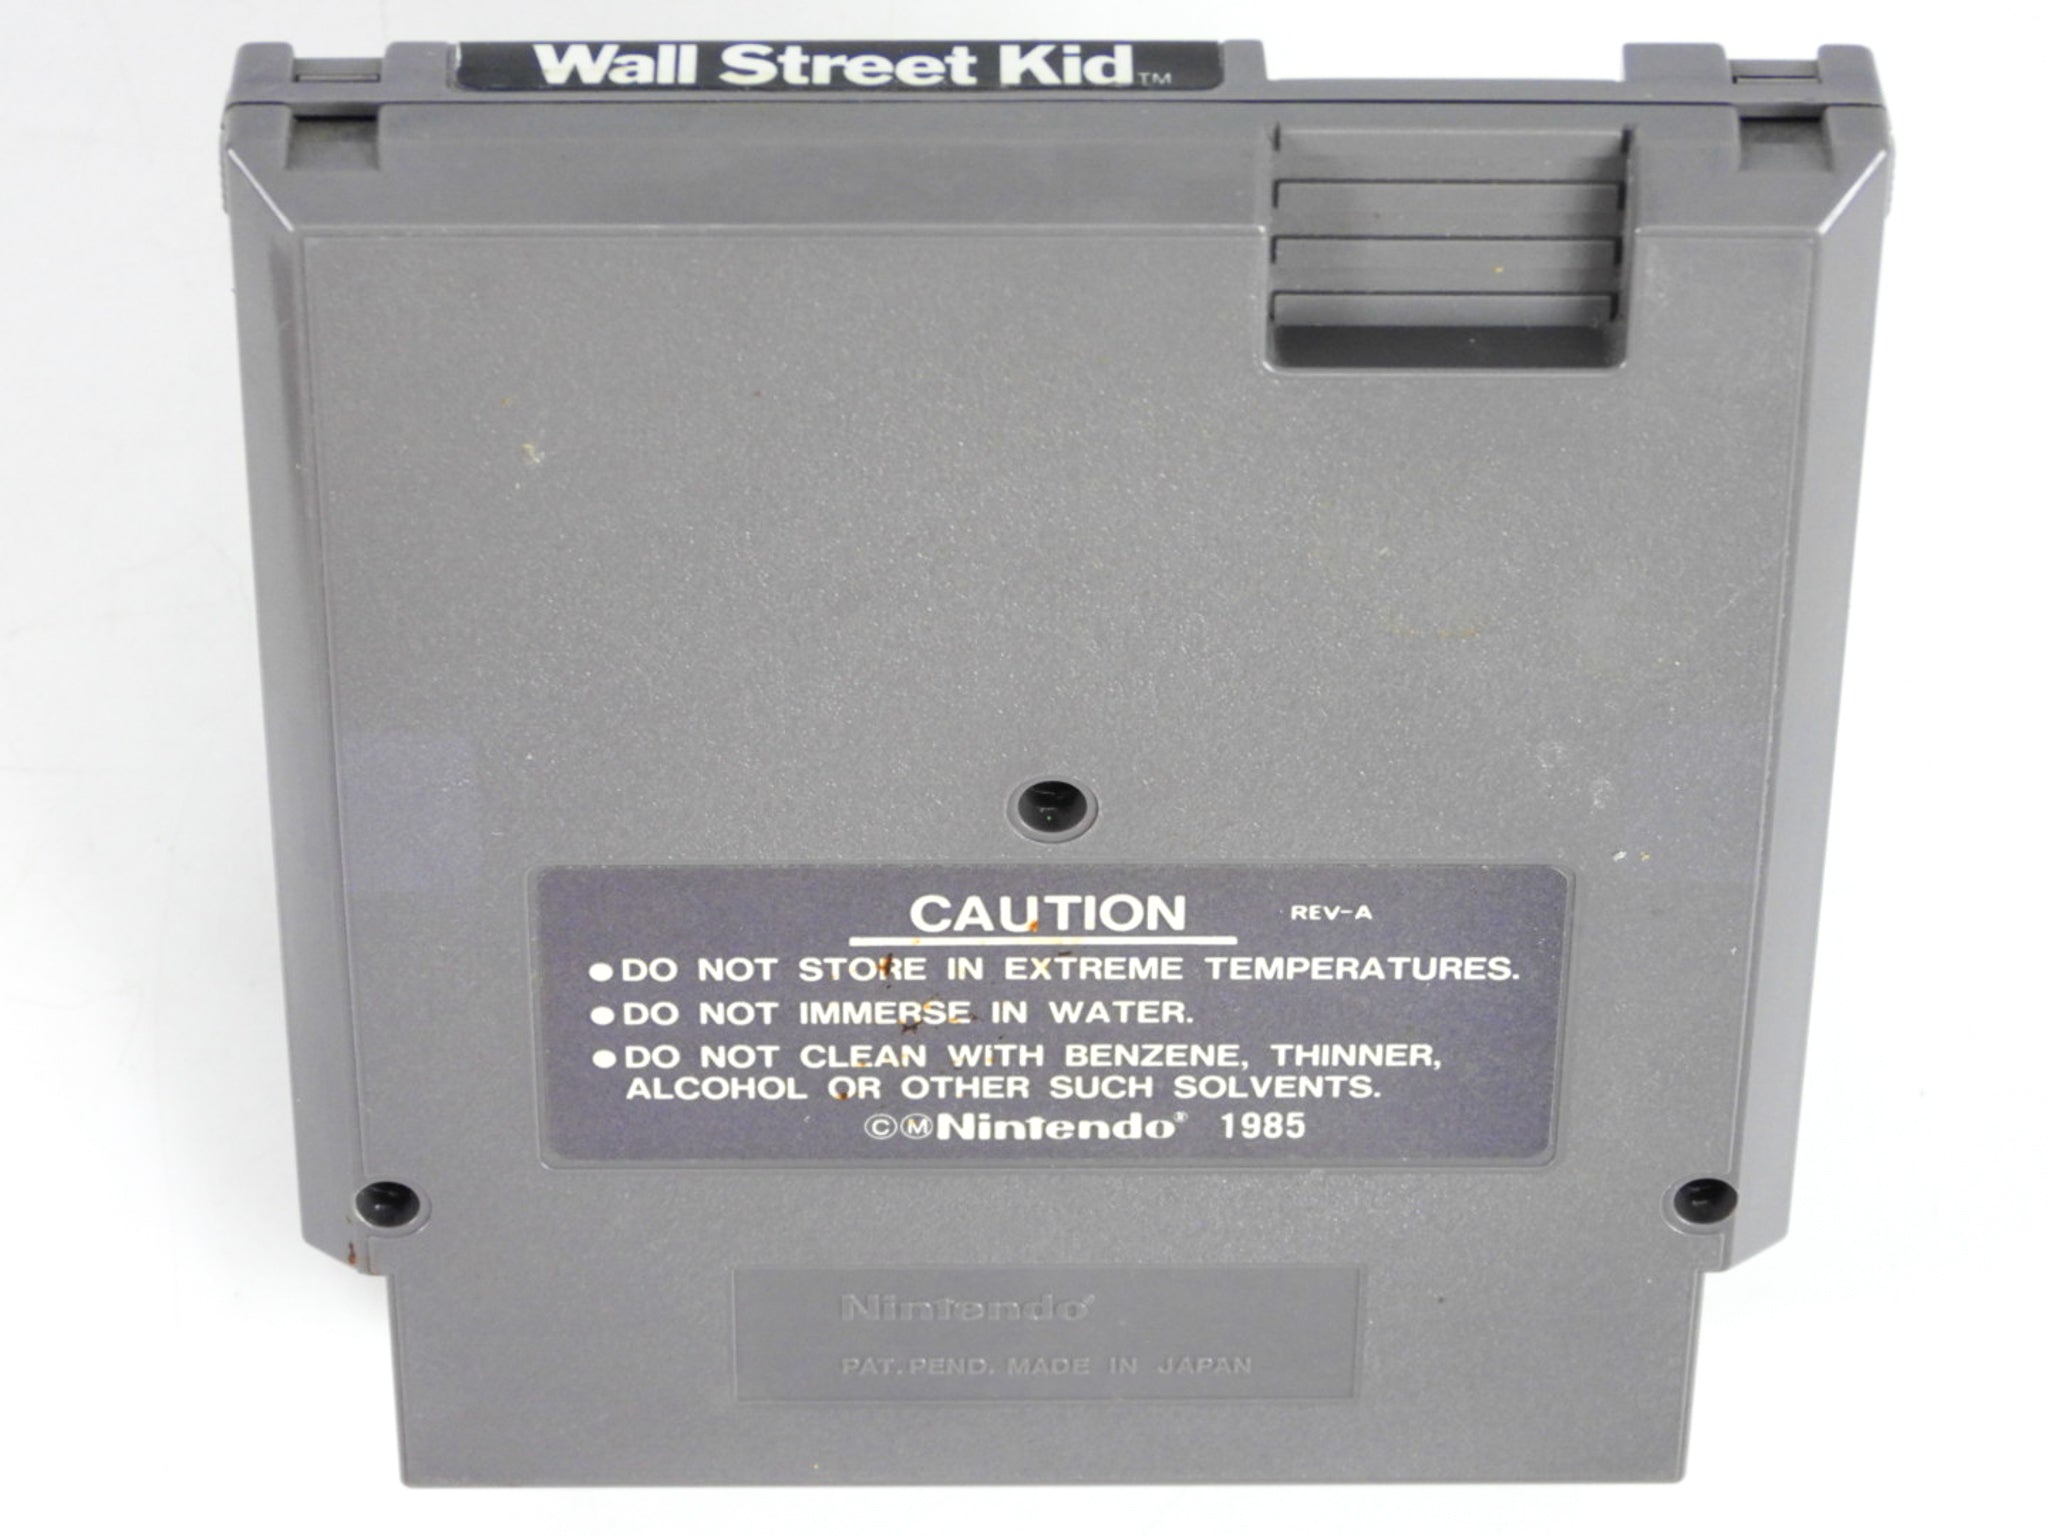 Wall Street Kid™
CAUTION REV-A
●DO NOT STORE IN EXTREME TEMPERATURES.
●DO NOT IMMERSE IN WATER.
●DO NOT CLEAN WITH BENZENE, THINNER,
ALCOHOL OR OTHER SUCH SOLVENTS.
©ⓂNintendo® 1985
Nintendo®
PAT. PEND. MADE IN JAPAN